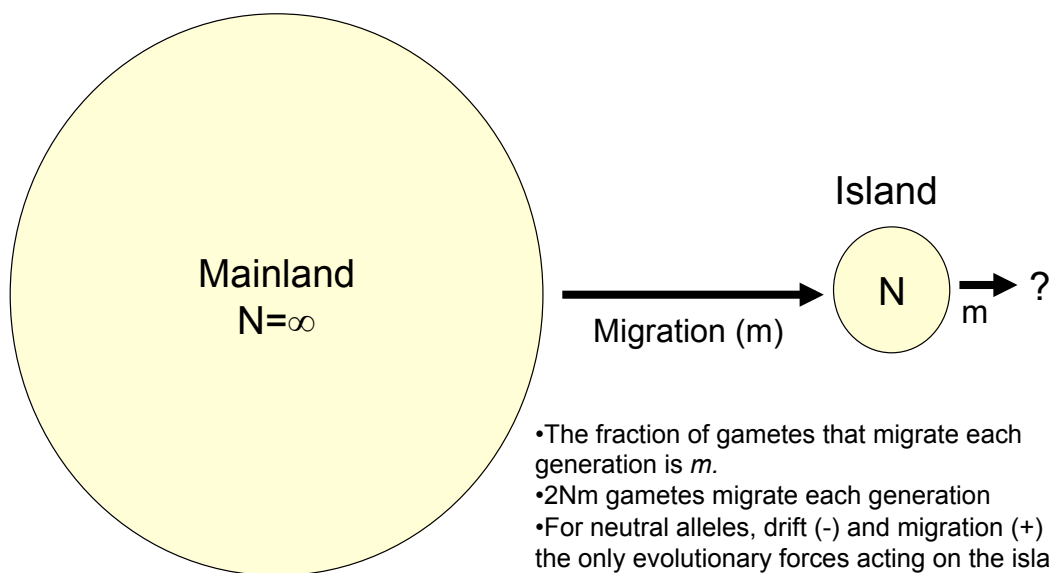 Mainland
N=∞
Migration (m)
Island
N
m
?
•The fraction of gametes that migrate each
generation is m.
•2Nm gametes migrate each generation
•For neutral alleles, drift (-) and migration (+)
the only evolutionary forces acting on the